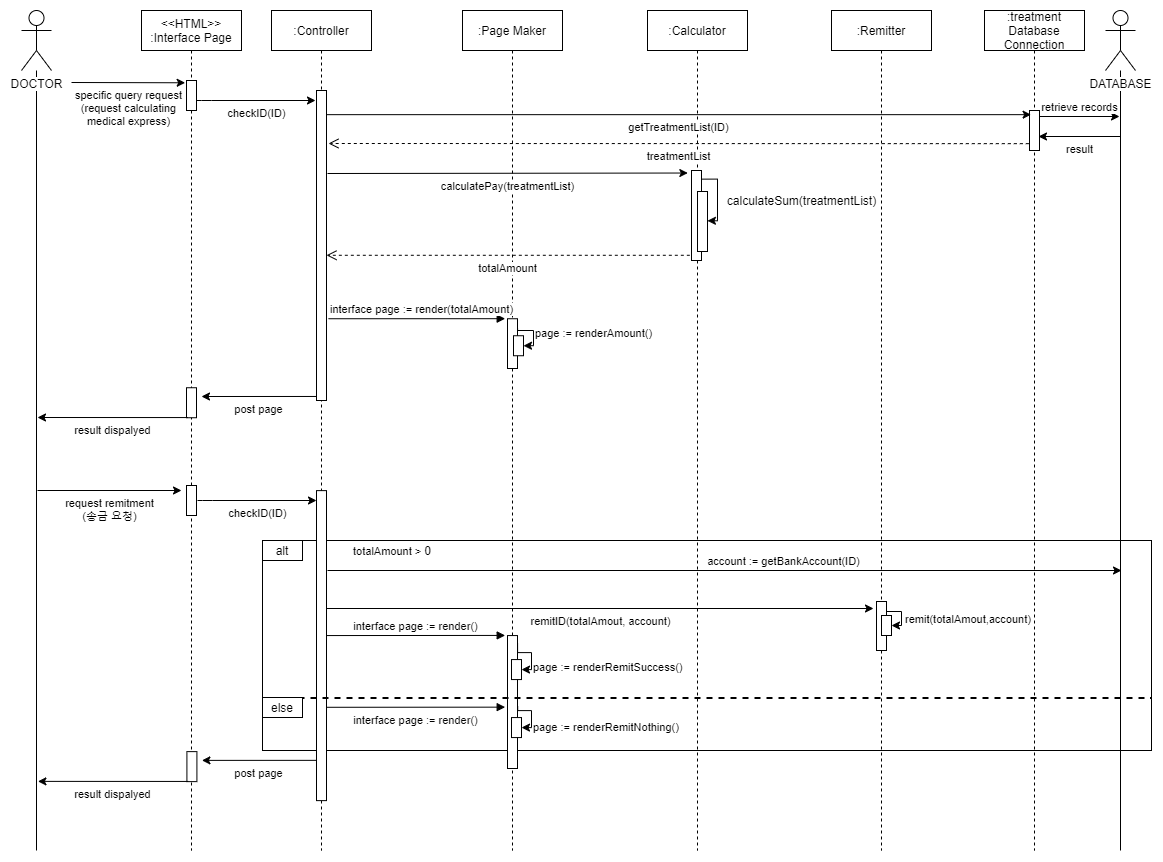 <<HTML>>
:Interface Page
:Controller
:Page Maker
:Calculator
:Remitter
:treatment
Database
Connection
DOCTOR
DATABASE
specific query request
(request calculating
medical express)
checkID(ID)
retrieve records
getTreatmentList(ID)
result
treatmentList
calculatePay(treatmentList)
calculateSum(treatmentList)
totalAmount
interface page := render(totalAmount)
page := renderAmount()
post page
result dispalyed
request remitment
(송금 요청)
checkID(ID)
alt
totalAmount > 0
account := getBankAccount(ID)
remitID(totalAmout, account)
remit(totalAmout,account)
interface page := render()
page := renderRemitSuccess()
else
interface page := render()
page := renderRemitNothing()
post page
result dispalyed